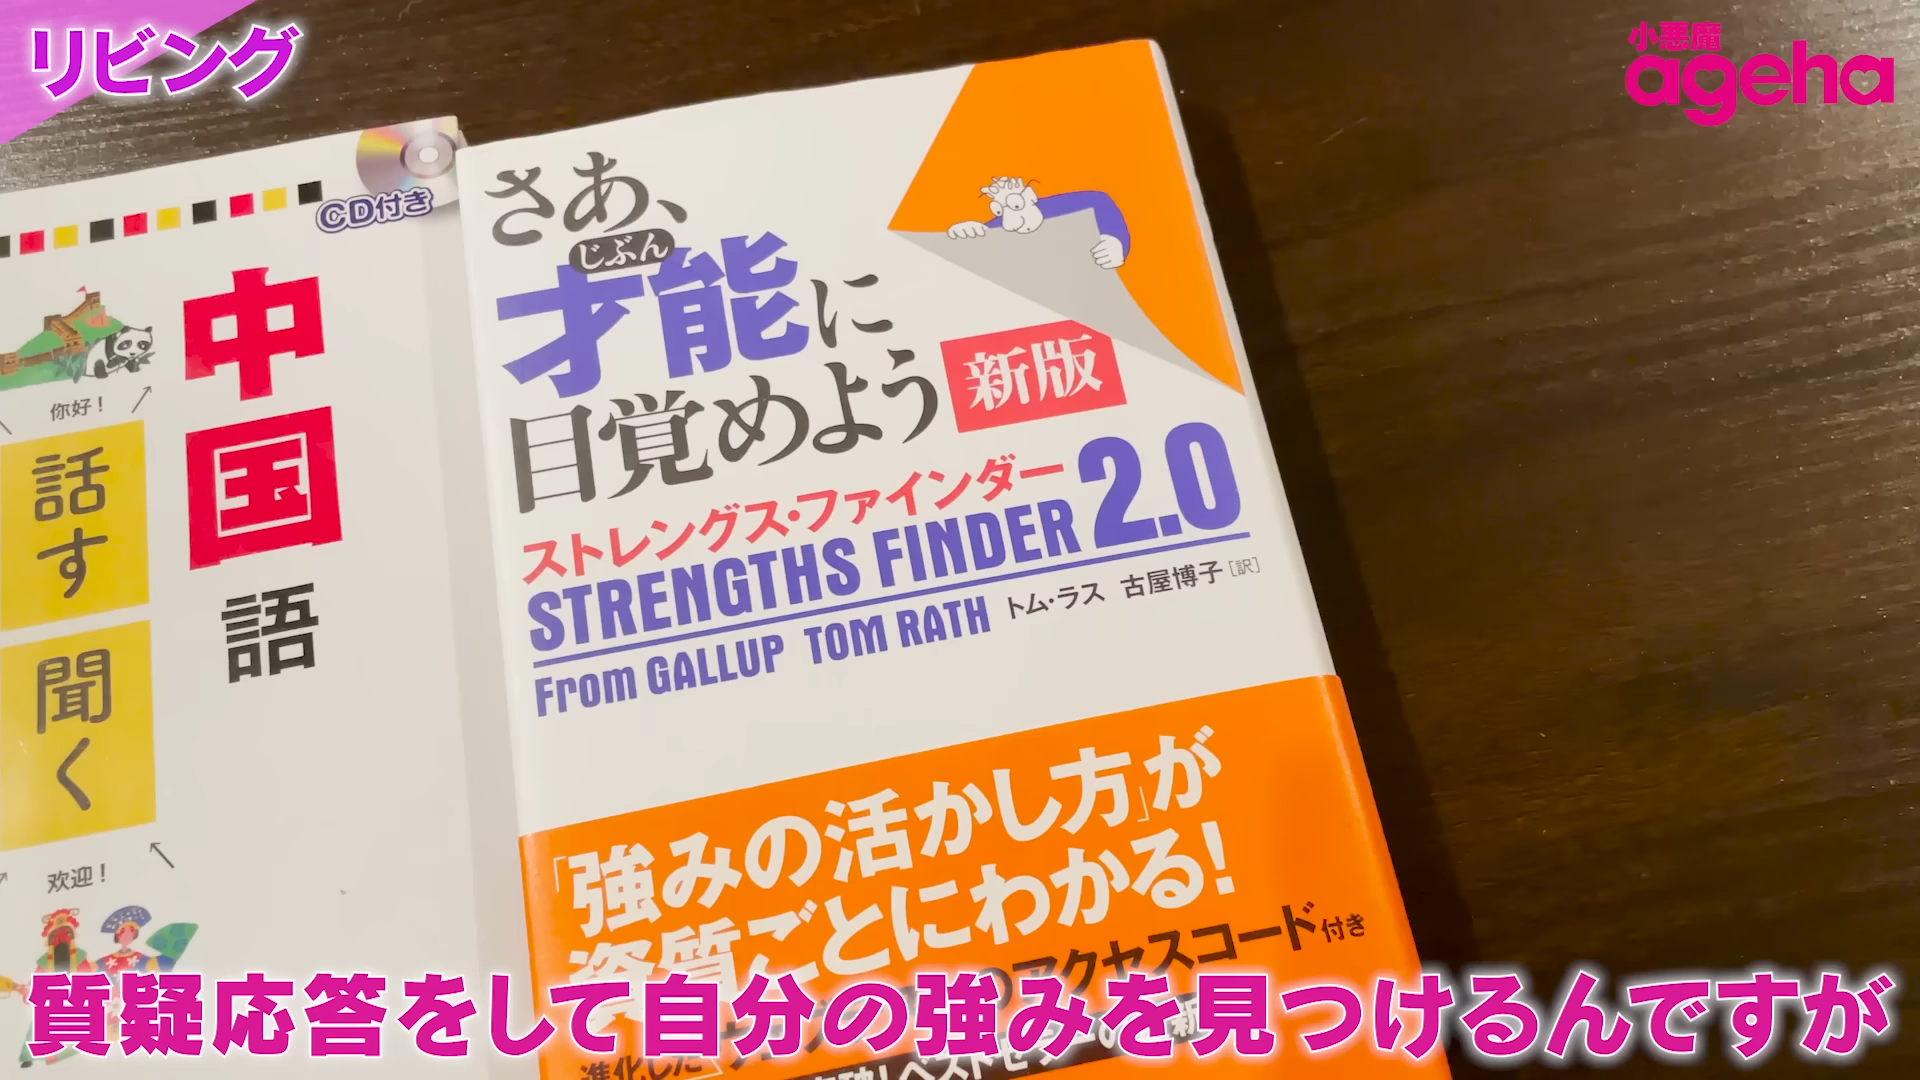 リビング
小悪魔
ageha
CD付き
中国語
你好!
話す
聞く
欢迎!
さあ、
じぶん
才能に
目覚めよう
新版
ストレングス・ファインダー
STRENGTHS FINDER 2.0
From GALLUP TOM RATH トム・ラス 古屋博子[訳]
「強みの活かし方」が
資質ごとにわかる!
アクセスコード付き
進化した
質疑応答をして自分の強みを見つけるんですが